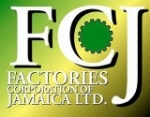 FCJ
FACTORIES
CORPORATION OF
JAMAICA LTD.